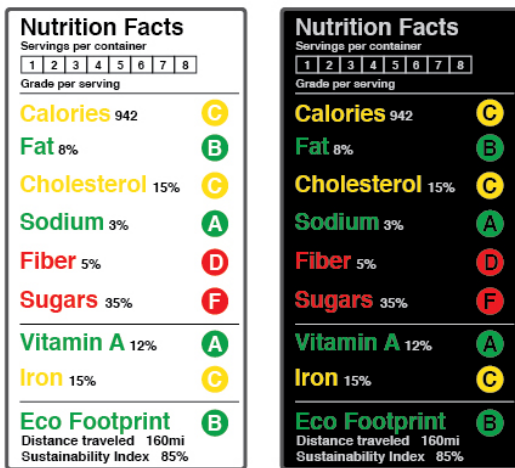 Nutrition Facts
Servings per container
1 2 3 4 5 6 7 8
Grade per serving
Calories 942 C
Fat 8% B
Cholesterol 15% C
Sodium 3% A
Fiber 5% D
Sugars 35% F
Vitamin A 12% A
Iron 15% C
Eco Footprint B
Distance traveled 160mi
Sustainability Index 85%
Nutrition Facts
Servings per container
1 2 3 4 5 6 7 8
Grade per serving
Calories 942 C
Fat 8% B
Cholesterol 15% C
Sodium 3% A
Fiber 5% D
Sugars 35% F
Vitamin A 12% A
Iron 15% C
Eco Footprint B
Distance traveled 160mi
Sustainability Index 85%